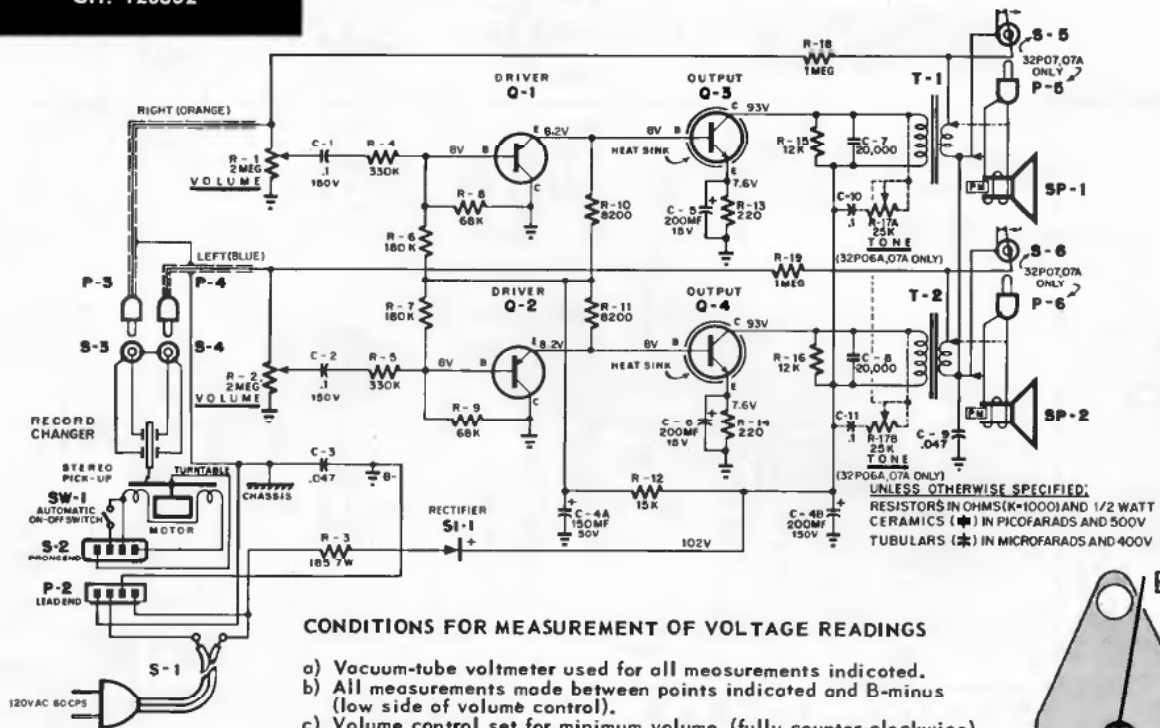 CH. 120892
R-18
1MEG
S-5
32P07,07A
ONLY
P-5
T-1
DRIVER
Q-1
OUTPUT
Q-3
C 93V
RIGHT (ORANGE)
E 8.2V
8V B
HEAT SINK
R-15
12K
C-7
20,000
R-1
2MEG
VOLUME
C-1
.1
150V
R-4
330K
8V B
C
E
7.6V
PM
SP-1
R-8
68K
R-10
8200
C-5
200MF
15V
R-13
220
C-10
.1
R-17A
25K
TONE
(32P06A,07A ONLY)
R-6
180K
S-6
32P07,07A
ONLY
LEFT (BLUE)
P-3
P-4
R-19
1MEG
P-6
T-2
R-7
180K
DRIVER
Q-2
R-11
8200
OUTPUT
Q-4
C 93V
S-3
S-4
E 8.2V
8V B
HEAT SINK
R-16
12K
C-8
20,000
R-2
2MEG
VOLUME
C-2
.1
150V
R-5
330K
8V B
C
E
7.6V
PM
SP-2
R-9
68K
C-6
200MF
15V
R-14
220
C-11
.1
R-17B
25K
TONE
(32P06A,07A ONLY)
C-9
.047
RECORD
CHANGER
STEREO
PICK-UP
TURNTABLE
MOTOR
SW-1
AUTOMATIC
ON-OFF SWITCH
CHASSIS
C-3
.047
B-
R-12
15K
C-4A
150MF
50V
C-4B
200MF
150V
UNLESS OTHERWISE SPECIFIED:
RESISTORS IN OHMS (K=1000) AND 1/2 WATT
CERAMICS ( ) IN PICOFARADS AND 500V
TUBULARS ( ) IN MICROFARADS AND 400V
S-2
PRONG END
R-3
185 7W
RECTIFIER
SI-1
102V
P-2
LEAD END
S-1
120VAC 60CPS
CONDITIONS FOR MEASUREMENT OF VOLTAGE READINGS
a) Vacuum-tube voltmeter used for all measurements indicated.
b) All measurements made between points indicated and B-minus
(low side of volume control).
c) Volume control set for minimum volume (fully counter-clockwise)